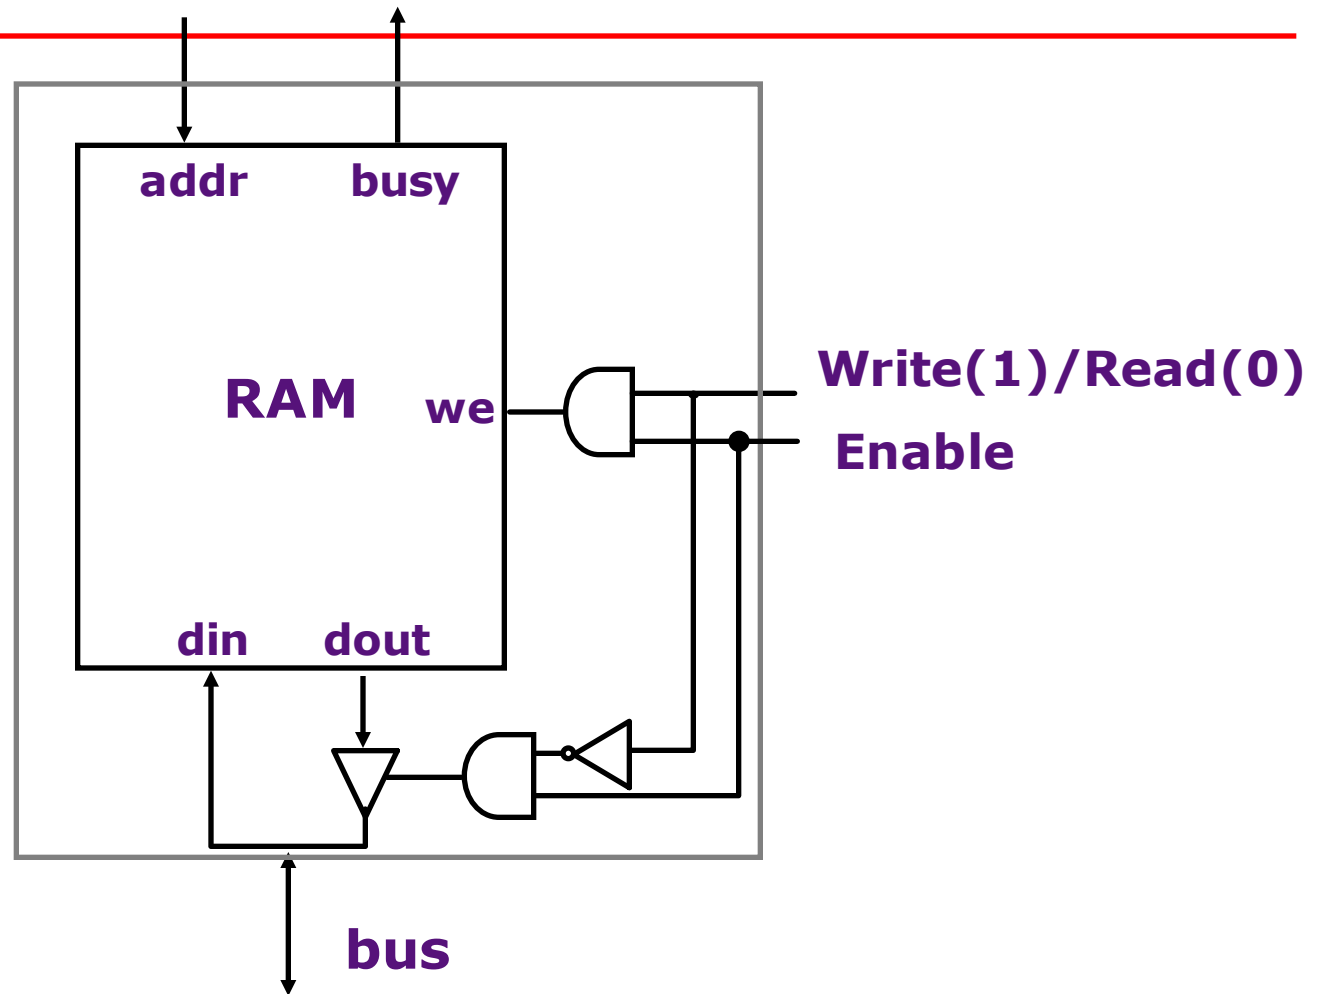 addr
busy
Write(1)/Read(0)
RAM
we
Enable
din
dout
bus